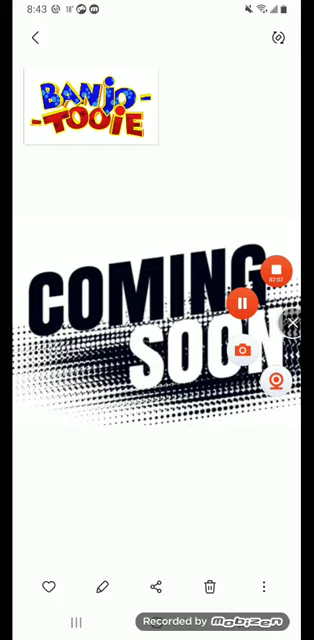 8:43
18°
BANJO-
-TOOIE
COMING
SOON
02:02
Recorded by mobizen